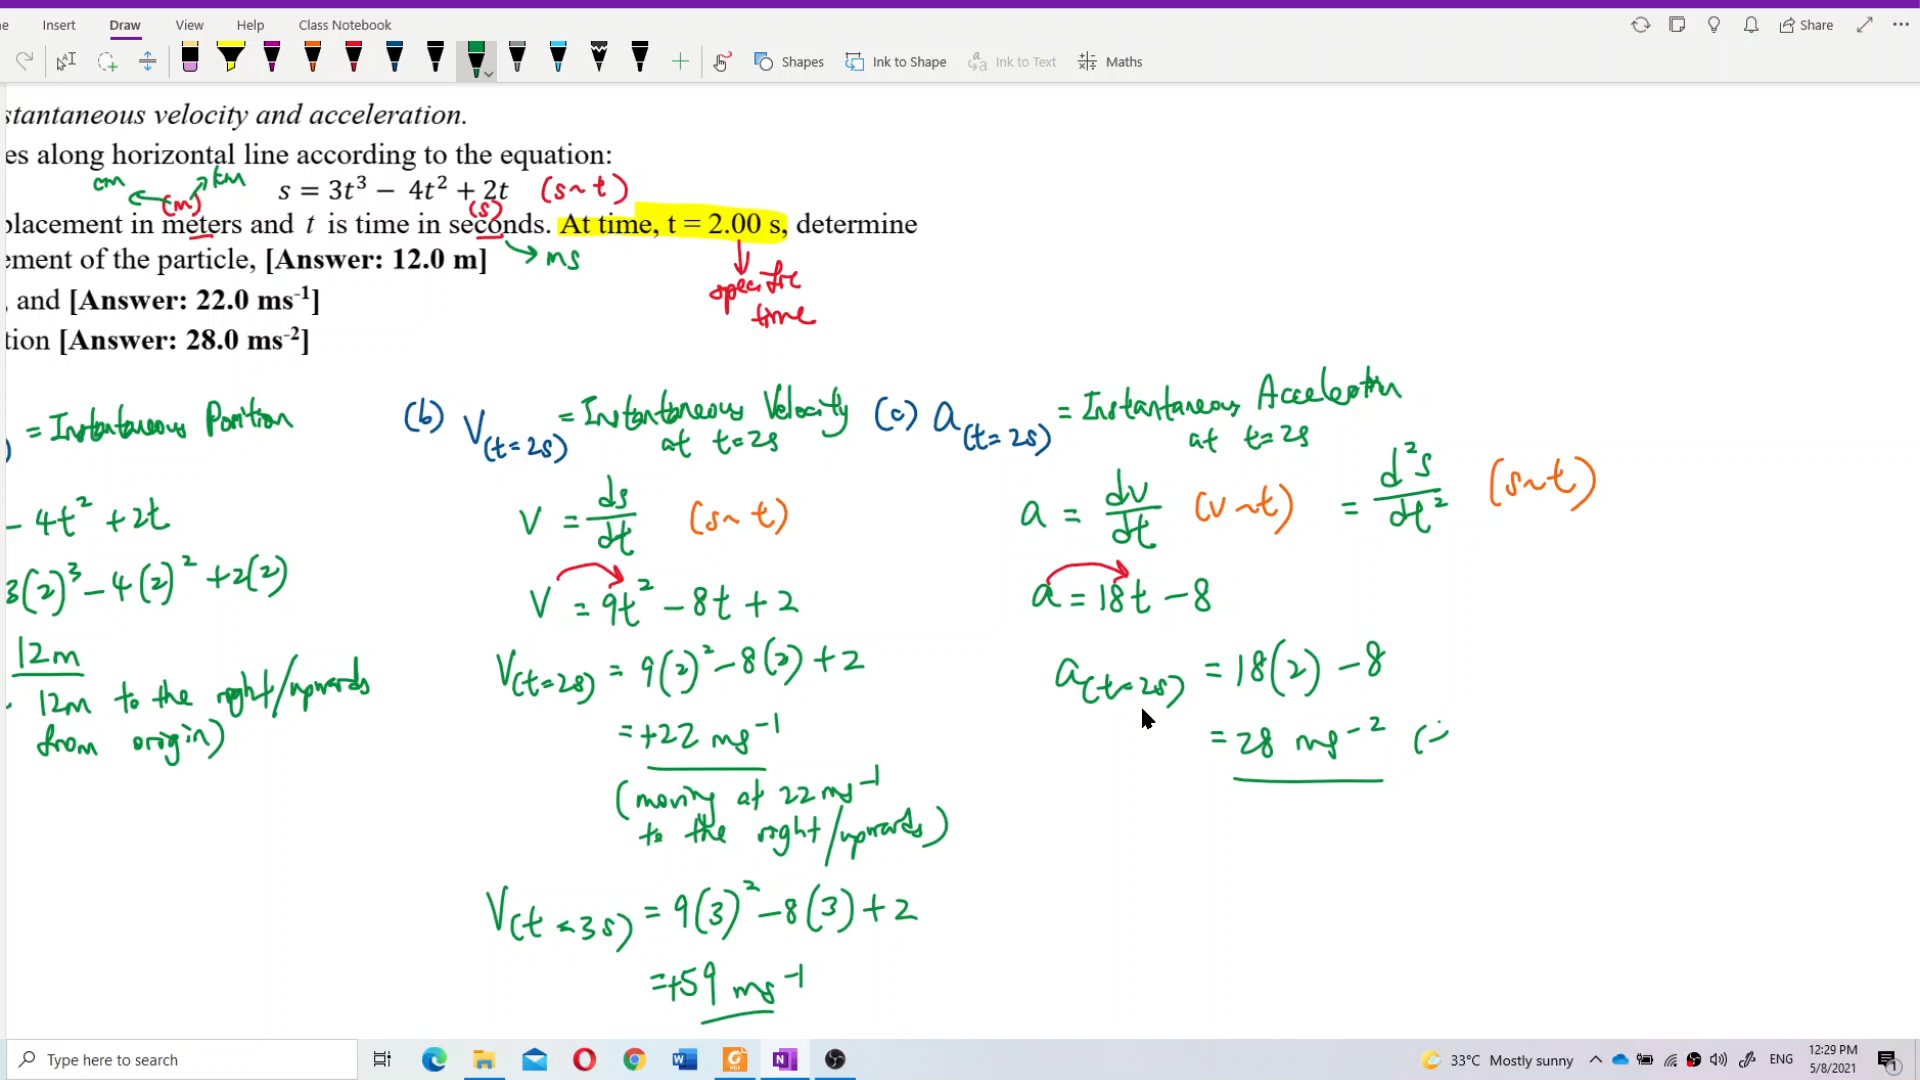 Insert Draw View Help Class Notebook Share
Shapes Ink to Shape Ink to Text Maths
stantaneous velocity and acceleration.
es along horizontal line according to the equation:
cm km
(m) s = 3t³ − 4t² + 2t (s~t)
(s)
placement in meters and t is time in seconds. At time, t = 2.00 s, determine
ement of the particle, [Answer: 12.0 m] ms
specific
time
, and [Answer: 22.0 ms⁻¹]
tion [Answer: 28.0 ms⁻²]
= Instantaneous Position
- 4t² + 2t
3(2)³ - 4(2)² + 2(2)
12m
12m to the right/upwards
from origin)
(b) V(t=2s) = Instantaneous Velocity
at t=2s
V = ds/dt (s~t)
V = 9t² - 8t + 2
V(t=2s) = 9(2)² - 8(2) + 2
= +22 ms⁻¹
(moving at 22 ms⁻¹
to the right/upwards)
V(t=3s) = 9(3)² - 8(3) + 2
= +59 ms⁻¹
(c) a(t=2s) = Instantaneous Acceleration
at t=2s
a = dv/dt (v~t) = d²s/dt² (s~t)
a = 18t - 8
a(t=2s) = 18(2) - 8
= 28 ms⁻²
Type here to search
33°C Mostly sunny ENG 12:29 PM
5/8/2021
1